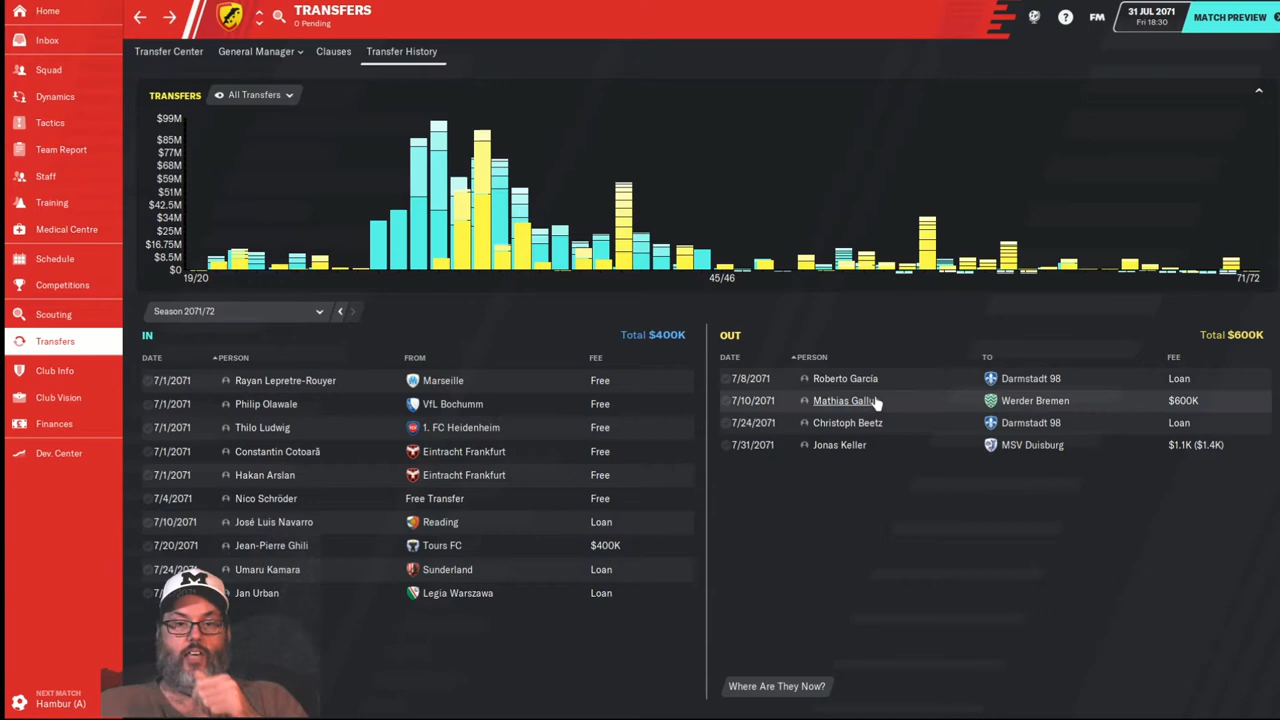 Home
Inbox
Squad
Dynamics
Tactics
Team Report
Staff
Training
Medical Centre
Schedule
Competitions
Scouting
Transfers
Club Info
Club Vision
Finances
Dev. Center
NEXT MATCH
Hambur (A)
TRANSFERS
0 Pending
? FM
31 JUL 2071
Fri 18:30
MATCH PREVIEW
Transfer Center General Manager Clauses Transfer History
TRANSFERS All Transfers
$99M
$85M
$77M
$68M
$59M
$51M
$42.5M
$34M
$25M
$16.75M
$8.5M
$0
19/20 45/46 71/72
Season 2071/72
IN Total $400K
DATE PERSON FROM FEE
7/1/2071 Rayan Lepretre-Rouyer Marseille Free
7/1/2071 Philip Olawale VfL Bochumm Free
7/1/2071 Thilo Ludwig 1. FC Heidenheim Free
7/1/2071 Constantin Cotoară Eintracht Frankfurt Free
7/1/2071 Hakan Arslan Eintracht Frankfurt Free
7/4/2071 Nico Schröder Free Transfer Free
7/10/2071 José Luis Navarro Reading Loan
7/20/2071 Jean-Pierre Ghili Tours FC $400K
7/24/2071 Umaru Kamara Sunderland Loan
Jan Urban Legia Warszawa Loan
OUT Total $600K
DATE PERSON TO FEE
7/8/2071 Roberto García Darmstadt 98 Loan
7/10/2071 Mathias Werder Bremen $600K
7/24/2071 Christoph Beetz Darmstadt 98 Loan
7/31/2071 Jonas Keller MSV Duisburg $1.1K ($1.4K)
Where Are They Now?